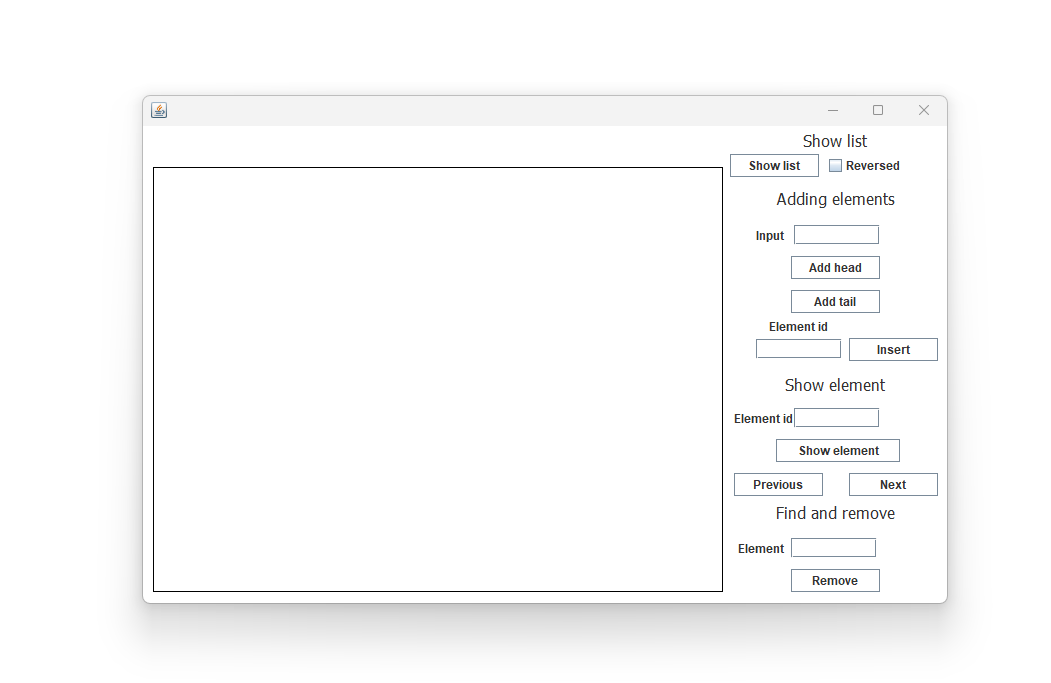 Show list
Show list Reversed
Adding elements
Input
Add head
Add tail
Element id
Insert
Show element
Element id
Show element
Previous Next
Find and remove
Element
Remove